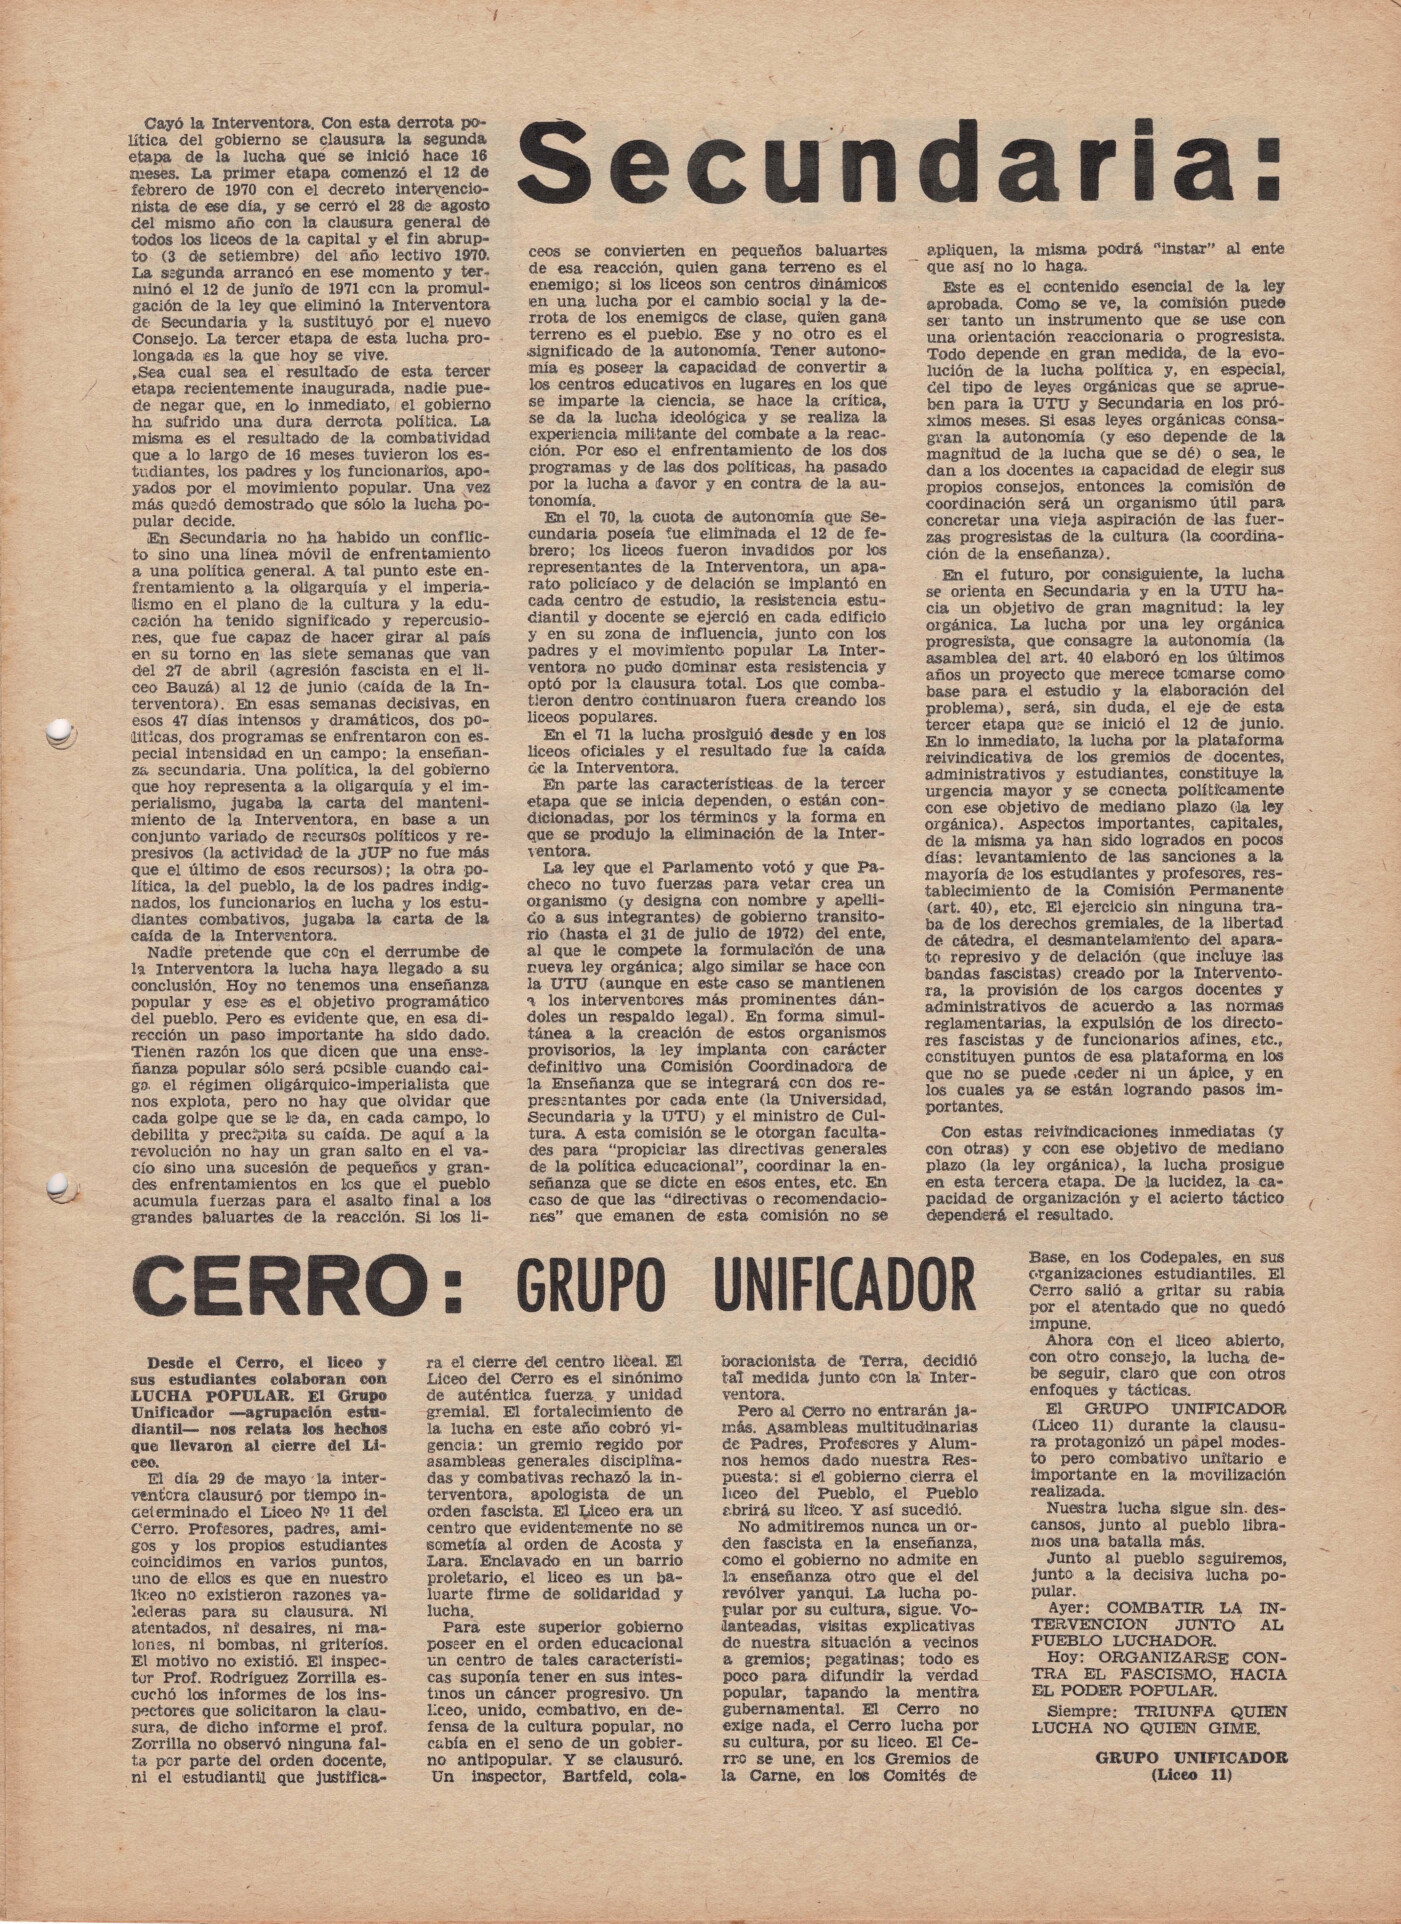 Secundaria:
Cayó la Interventora. Con esta derrota po-
lítica del gobierno se clausura la segunda
etapa de la lucha que se inició hace 16
meses. La primer etapa comenzó el 12 de
febrero de 1970 con el decreto intervencio-
nista de ese día, y se cerró el 28 de agosto
del mismo año con la clausura general de
todos los liceos de la capital y el fin abrup-
to (3 de setiembre) del año lectivo 1970.
La segunda arrancó en ese momento y ter-
minó el 12 de junio de 1971 con la promul-
gación de la ley que eliminó la Interventora
de Secundaria y la sustituyó por el nuevo
Consejo. La tercer etapa de esta lucha pro-
longada es la que hoy se vive.
Sea cual sea el resultado de esta tercer
etapa recientemente inaugurada, nadie pue-
de negar que, en lo inmediato, el gobierno
ha sufrido una dura derrota política. La
misma es el resultado de la combatividad
que a lo largo de 16 meses tuvieron los es-
tudiantes, los padres y los funcionarios, apo-
yados por el movimiento popular. Una vez
más quedó demostrado que sólo la lucha po-
pular decide.
En Secundaria no ha habido un conflic-
to sino una línea móvil de enfrentamiento
a una política general. A tal punto este en-
frentamiento a la oligarquía y el imperia-
lismo en el plano de la cultura y la edu-
cación ha tenido significado y repercusio-
nes, que fue capaz de hacer girar al país
en su torno en las siete semanas que van
del 27 de abril (agresión fascista en el li-
ceo Bauzá) al 12 de junio (caída de la In-
terventora). En esas semanas decisivas, en
esos 47 días intensos y dramáticos, dos po-
líticas, dos programas se enfrentaron con es-
pecial intensidad en un campo: la enseñan-
za secundaria. Una política, la del gobierno
que hoy representa a la oligarquía y el im-
perialismo, jugaba la carta del manteni-
miento de la Interventora, en base a un
conjunto variado de recursos políticos y re-
presivos (la actividad de la JUP no fue más
que el último de esos recursos); la otra po-
lítica, la del pueblo, la de los padres indig-
nados, los funcionarios en lucha y los estu-
diantes combativos, jugaba la carta de la
caída de la Interventora.
Nadie pretende que con el derrumbe de
la Interventora la lucha haya llegado a su
conclusión. Hoy no tenemos una enseñanza
popular y ese es el objetivo programático
del pueblo. Pero es evidente que, en esa di-
rección un paso importante ha sido dado.
Tienen razón los que dicen que una ense-
ñanza popular sólo será posible cuando cai-
ga el régimen oligárquico-imperialista que
nos explota, pero no hay que olvidar que
cada golpe que se le da, en cada campo, lo
debilita y precipita su caída. De aquí a la
revolución no hay un gran salto en el va-
cío sino una sucesión de pequeños y gran-
des enfrentamientos en los que el pueblo
acumula fuerzas para el asalto final a los
grandes baluartes de la reacción. Si los li-
ceos se convierten en pequeños baluartes
de esa reacción, quien gana terreno es el
enemigo; si los liceos son centros dinámicos
en una lucha por el cambio social y la de-
rrota de los enemigos de clase, quien gana
terreno es el pueblo. Ese y no otro es el
significado de la autonomía. Tener autono-
mía es poseer la capacidad de convertir a
los centros educativos en lugares en los que
se imparte la ciencia, se hace la crítica,
se da la lucha ideológica y se realiza la
experiencia militante del combate a la reac-
ción. Por eso el enfrentamiento de los dos
programas y de las dos políticas, ha pasado
por la lucha a favor y en contra de la au-
tonomía.
En el 70, la cuota de autonomía que Se-
cundaria poseía fue eliminada el 12 de fe-
brero; los liceos fueron invadidos por los
representantes de la Interventora, un apa-
rato policíaco y de delación se implantó en
cada centro de estudio, la resistencia estu-
diantil y docente se ejerció en cada edificio
y en su zona de influencia, junto con los
padres y el movimiento popular La Inter-
ventora no pudo dominar esta resistencia y
optó por la clausura total. Los que comba-
tieron dentro continuaron fuera creando los
liceos populares.
En el 71 la lucha prosiguió desde y en los
liceos oficiales y el resultado fue la caída
de la Interventora.
En parte las características de la tercer
etapa que se inicia dependen, o están con-
dicionadas, por los términos y la forma en
que se produjo la eliminación de la Inter-
ventora.
La ley que el Parlamento votó y que Pa-
checo no tuvo fuerzas para vetar crea un
organismo (y designa con nombre y apelli-
do a sus integrantes) de gobierno transito-
rio (hasta el 31 de julio de 1972) del ente,
al que le compete la formulación de una
nueva ley orgánica; algo similar se hace con
la UTU (aunque en este caso se mantienen
a los interventores más prominentes dán-
doles un respaldo legal). En forma simul-
tánea a la creación de estos organismos
provisorios, la ley implanta con carácter
definitivo una Comisión Coordinadora de
la Enseñanza que se integrará con dos re-
presentantes por cada ente (la Universidad,
Secundaria y la UTU) y el ministro de Cul-
tura. A esta comisión se le otorgan faculta-
des para "propiciar las directivas generales
de la política educacional", coordinar la en-
señanza que se dicte en esos entes, etc. En
caso de que las "directivas o recomendacio-
nes" que emanen de esta comisión no se
apliquen, la misma podrá "instar" al ente
que así no lo haga.
Este es el contenido esencial de la ley
aprobada. Como se ve, la comisión puede
ser tanto un instrumento que se use con
una orientación reaccionaria o progresista.
Todo depende en gran medida, de la evo-
lución de la lucha política y, en especial,
del tipo de leyes orgánicas que se aprue-
ben para la UTU y Secundaria en los pró-
ximos meses. Si esas leyes orgánicas consa-
gran la autonomía (y eso depende de la
magnitud de la lucha que se dé) o sea, le
dan a los docentes la capacidad de elegir sus
propios consejos, entonces la comisión de
coordinación será un organismo útil para
concretar una vieja aspiración de las fuer-
zas progresistas de la cultura (la coordina-
ción de la enseñanza).
En el futuro, por consiguiente, la lucha
se orienta en Secundaria y en la UTU ha-
cia un objetivo de gran magnitud: la ley
orgánica. La lucha por una ley orgánica
progresista, que consagre la autonomía (la
asamblea del art. 40 elaboró en los últimos
años un proyecto que merece tomarse como
base para el estudio y la elaboración del
problema), será, sin duda, el eje de esta
tercer etapa que se inició el 12 de junio.
En lo inmediato, la lucha por la plataforma
reivindicativa de los gremios de docentes,
administrativos y estudiantes, constituye la
urgencia mayor y se conecta políticamente
con ese objetivo de mediano plazo (la ley
orgánica). Aspectos importantes, capitales,
de la misma ya han sido logrados en pocos
días: levantamiento de las sanciones a la
mayoría de los estudiantes y profesores, res-
tablecimiento de la Comisión Permanente
(art. 40), etc. El ejercicio sin ninguna tra-
ba de los derechos gremiales, de la libertad
de cátedra, el desmantelamiento del apara-
to represivo y de delación (que incluye las
bandas fascistas) creado por la Intervento-
ra, la provisión de los cargos docentes y
administrativos de acuerdo a las normas
reglamentarias, la expulsión de los directo-
res fascistas y de funcionarios afines, etc.,
constituyen puntos de esa plataforma en los
que no se puede ceder ni un ápice, y en
los cuales ya se están logrando pasos im-
portantes.
Con estas reivindicaciones inmediatas (y
con otras) y con ese objetivo de mediano
plazo (la ley orgánica), la lucha prosigue
en esta tercera etapa. De la lucidez, la ca-
pacidad de organización y el acierto táctico
dependerá el resultado.
CERRO: GRUPO UNIFICADOR
Desde el Cerro, el liceo y
sus estudiantes colaboran con
LUCHA POPULAR. El Grupo
Unificador —agrupación estu-
diantil— nos relata los hechos
que llevaron al cierre del Li-
ceo.
El día 29 de mayo la inter-
ventora clausuró por tiempo in-
determinado el Liceo Nº 11 del
Cerro. Profesores, padres, ami-
gos y los propios estudiantes
coincidimos en varios puntos,
uno de ellos es que en nuestro
liceo no existieron razones va-
lederas para su clausura. Ni
atentados, ni desaires, ni ma-
lones, ni bombas, ni griteríos.
El motivo no existió. El inspec-
tor Prof. Rodríguez Zorrilla es-
cuchó los informes de los ins-
pectores que solicitaron la clau-
sura, de dicho informe el prof.
Zorrilla no observó ninguna fal-
ta por parte del orden docente,
ni el estudiantil que justifica-
ra el cierre del centro liceal. El
Liceo del Cerro es el sinónimo
de auténtica fuerza y unidad
gremial. El fortalecimiento de
la lucha en este año cobró vi-
gencia: un gremio regido por
asambleas generales disciplina-
das y combativas rechazó la in-
terventora, apologista de un
orden fascista. El Liceo era un
centro que evidentemente no se
sometía al orden de Acosta y
Lara. Enclavado en un barrio
proletario, el liceo es un ba-
luarte firme de solidaridad y
lucha.
Para este superior gobierno
poseer en el orden educacional
un centro de tales característi-
cas suponía tener en sus intes-
tinos un cáncer progresivo. Un
liceo, unido, combativo, en de-
fensa de la cultura popular, no
cabía en el seno de un gobier-
no antipopular. Y se clausuró.
Un inspector, Bartfeld, cola-
boracionista de Terra, decidió
tal medida junto con la Inter-
ventora.
Pero al Cerro no entrarán ja-
más. Asambleas multitudinarias
de Padres, Profesores y Alum-
nos hemos dado nuestra Res-
puesta: si el gobierno cierra el
liceo del Pueblo, el Pueblo
abrirá su liceo. Y así sucedió.
No admitiremos nunca un or-
den fascista en la enseñanza,
como el gobierno no admite en
la enseñanza otro que el del
revólver yanqui. La lucha po-
pular por su cultura, sigue. Vo-
lanteadas, visitas explicativas
de nuestra situación a vecinos
a gremios; pegatinas; todo es
poco para difundir la verdad
popular, tapando la mentira
gubernamental. El Cerro no
exige nada, el Cerro lucha por
su cultura, por su liceo. El Ce-
rro se une, en los Gremios de
la Carne, en los Comités de
Base, en los Codepales, en sus
organizaciones estudiantiles. El
Cerro salió a gritar su rabia
por el atentado que no quedó
impune.
Ahora con el liceo abierto,
con otro consejo, la lucha de-
be seguir, claro que con otros
enfoques y tácticas.
El GRUPO UNIFICADOR
(Liceo 11) durante la clausu-
ra protagonizó un papel modes-
to pero combativo unitario e
importante en la movilización
realizada.
Nuestra lucha sigue sin des-
cansos, junto al pueblo libra-
mos una batalla más.
Junto al pueblo seguiremos,
junto a la decisiva lucha po-
pular.
Ayer: COMBATIR LA IN-
TERVENCION JUNTO AL
PUEBLO LUCHADOR.
Hoy: ORGANIZARSE CON-
TRA EL FASCISMO, HACIA
EL PODER POPULAR.
Siempre: TRIUNFA QUIEN
LUCHA NO QUIEN GIME.
GRUPO UNIFICADOR
(Liceo 11)